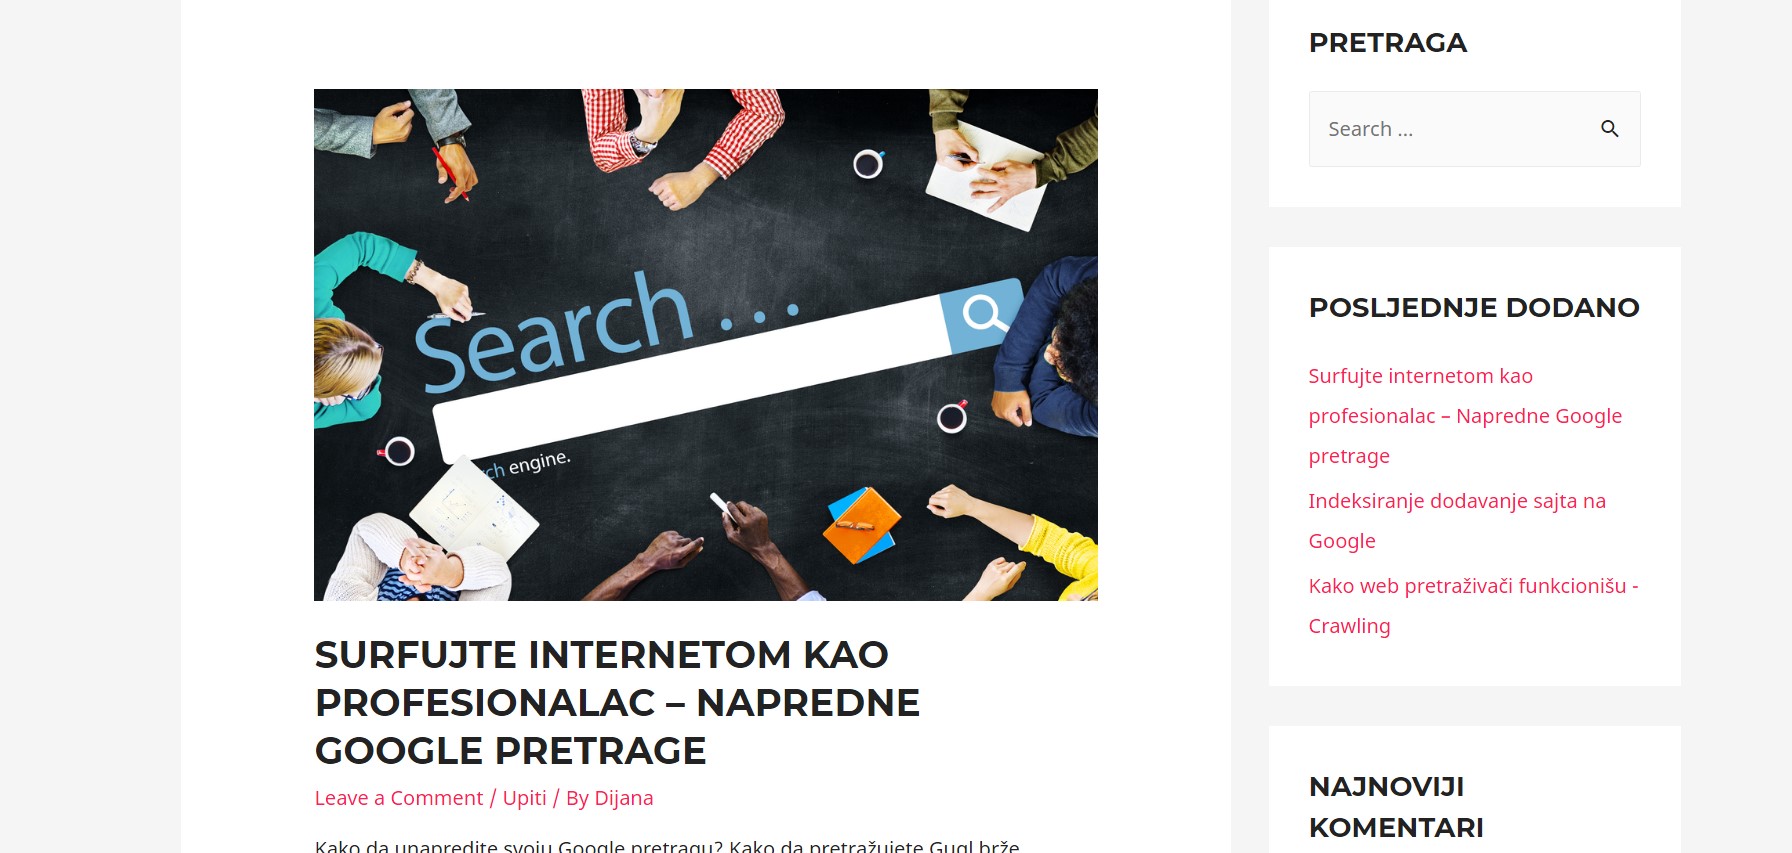 Search . . .
ch engine.
SURFUJTE INTERNETOM KAO
PROFESIONALAC – NAPREDNE
GOOGLE PRETRAGE
Leave a Comment / Upiti / By Dijana
Kako da unapredite svoju Google pretragu? Kako da pretražujete Gugl brže
PRETRAGA
Search ...
POSLJEDNJE DODANO
Surfujte internetom kao
profesionalac – Napredne Google
pretrage
Indeksiranje dodavanje sajta na
Google
Kako web pretraživači funkcionišu -
Crawling
NAJNOVIJI
KOMENTARI